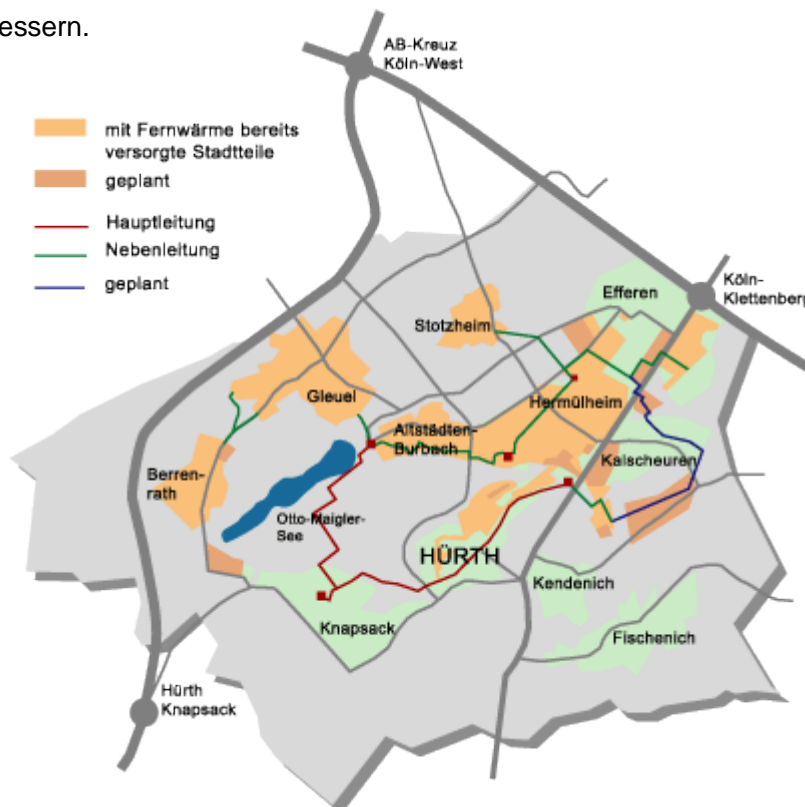 essern.
AB-Kreuz
Köln-West
mit Fernwärme bereits
versorgte Stadtteile
geplant
Hauptleitung
Nebenleitung
geplant
Efferen
Köln-
Klettenberg
Stotzheim
Gleuel
Hermülheim
Altstädten-
Burbach
Kalscheuren
Berren-
rath
Otto-Maigler-
See
HÜRTH
Kendenich
Knapsack
Fischenich
Hürth
Knapsack